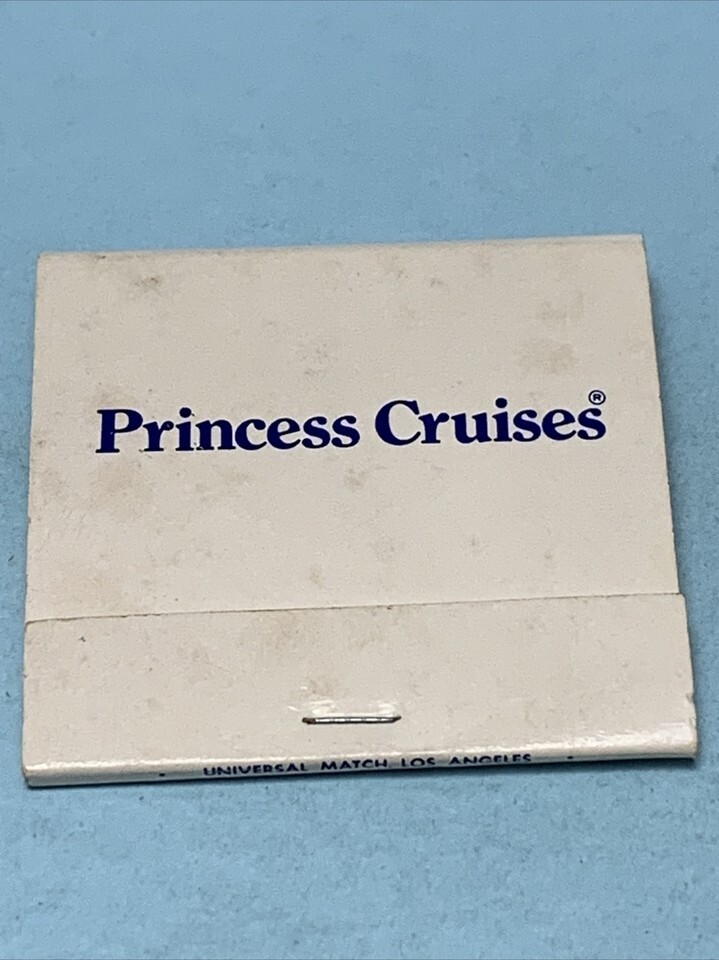 Princess Cruises®
UNIVERSAL MATCH, LOS ANGELES